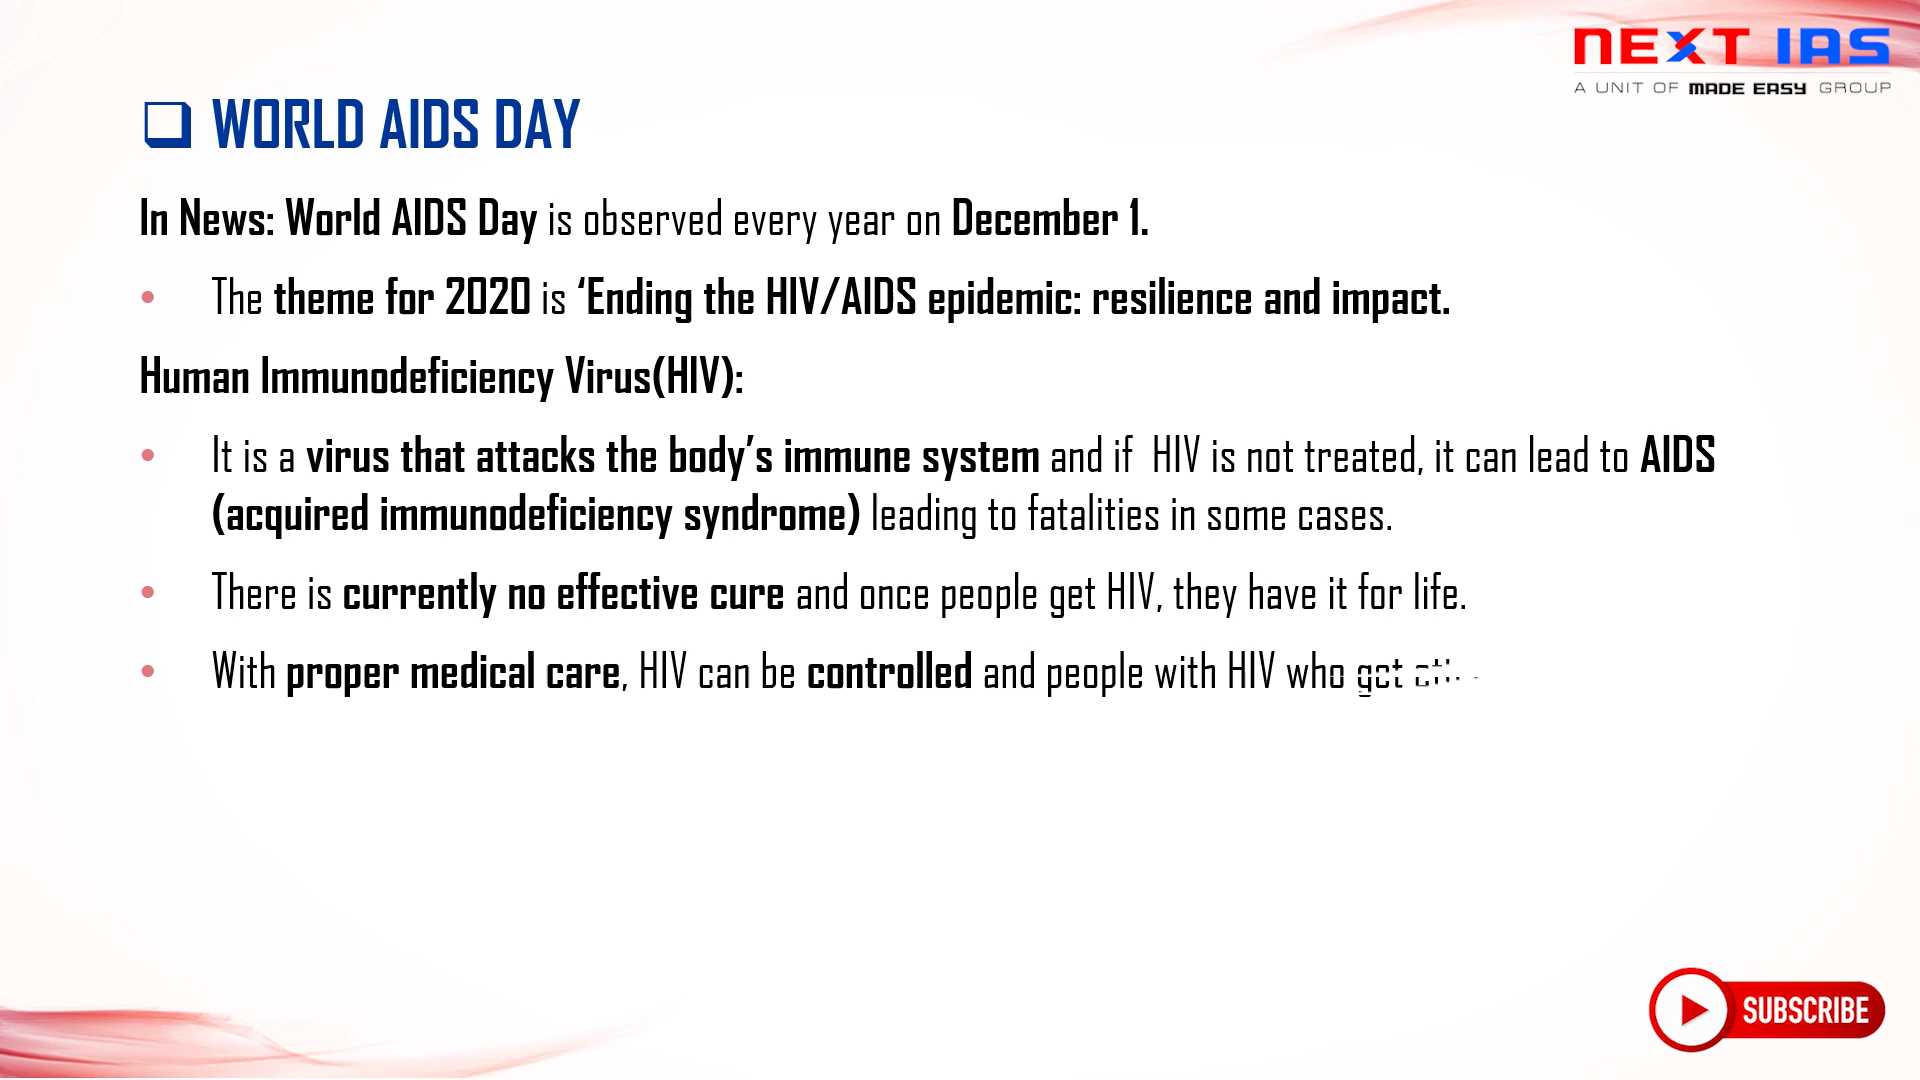 NEXT IAS
A UNIT OF MADE EASY GROUP
WORLD AIDS DAY
In News: World AIDS Day is observed every year on December 1.
• The theme for 2020 is ‘Ending the HIV/AIDS epidemic: resilience and impact.
Human Immunodeficiency Virus(HIV):
• It is a virus that attacks the body’s immune system and if HIV is not treated, it can lead to AIDS
(acquired immunodeficiency syndrome) leading to fatalities in some cases.
• There is currently no effective cure and once people get HIV, they have it for life.
• With proper medical care, HIV can be controlled and people with HIV who get
SUBSCRIBE